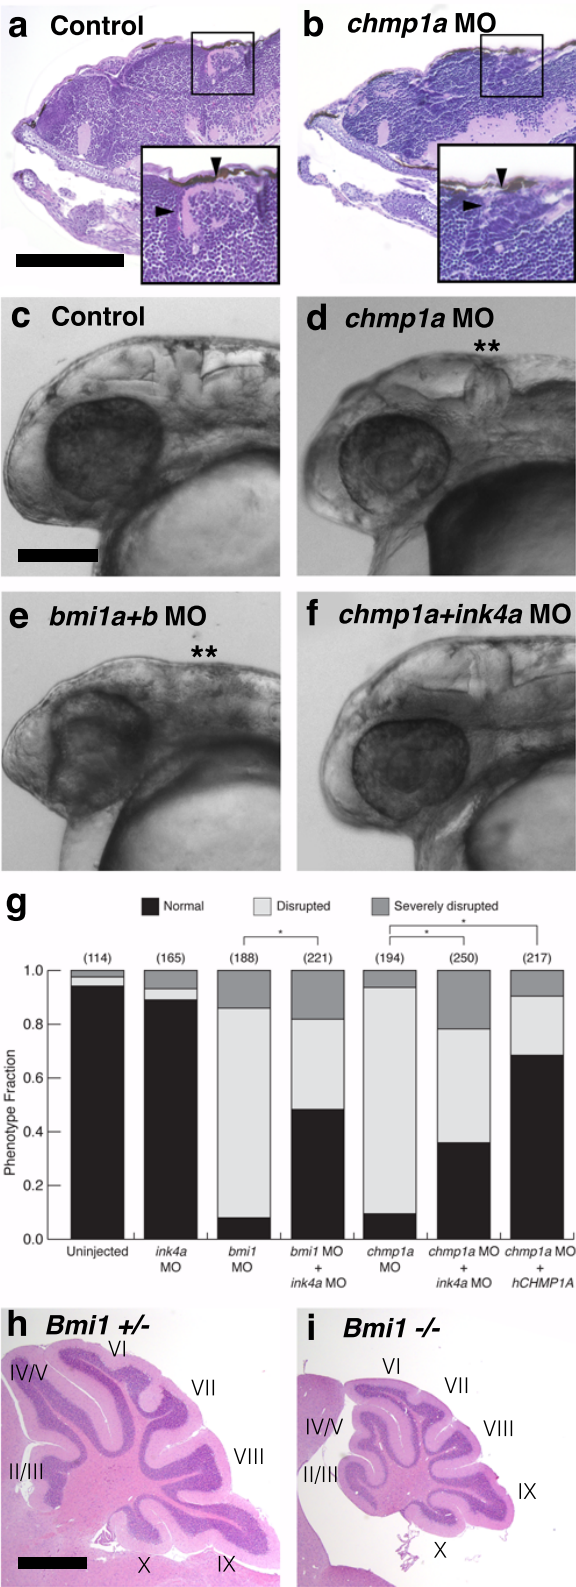 a Control
b chmp1a MO
c Control
d chmp1a MO
**
e bmi1a+b MO
**
f chmp1a+ink4a MO
g
Normal
Disrupted
Severely disrupted
*
*
*
(114)
(165)
(188)
(221)
(194)
(250)
(217)
Phenotype Fraction
1.0
0.8
0.6
0.4
0.2
0.0
Uninjected
ink4a
MO
bmi1
MO
bmi1 MO
+
ink4a MO
chmp1a
MO
chmp1a MO
+
ink4a MO
chmp1a MO
+
hCHMP1A
h Bmi1 +/-
VI
IV/V
VII
II/III
VIII
X
IX
i Bmi1 -/-
VI
VII
IV/V
VIII
II/III
IX
X